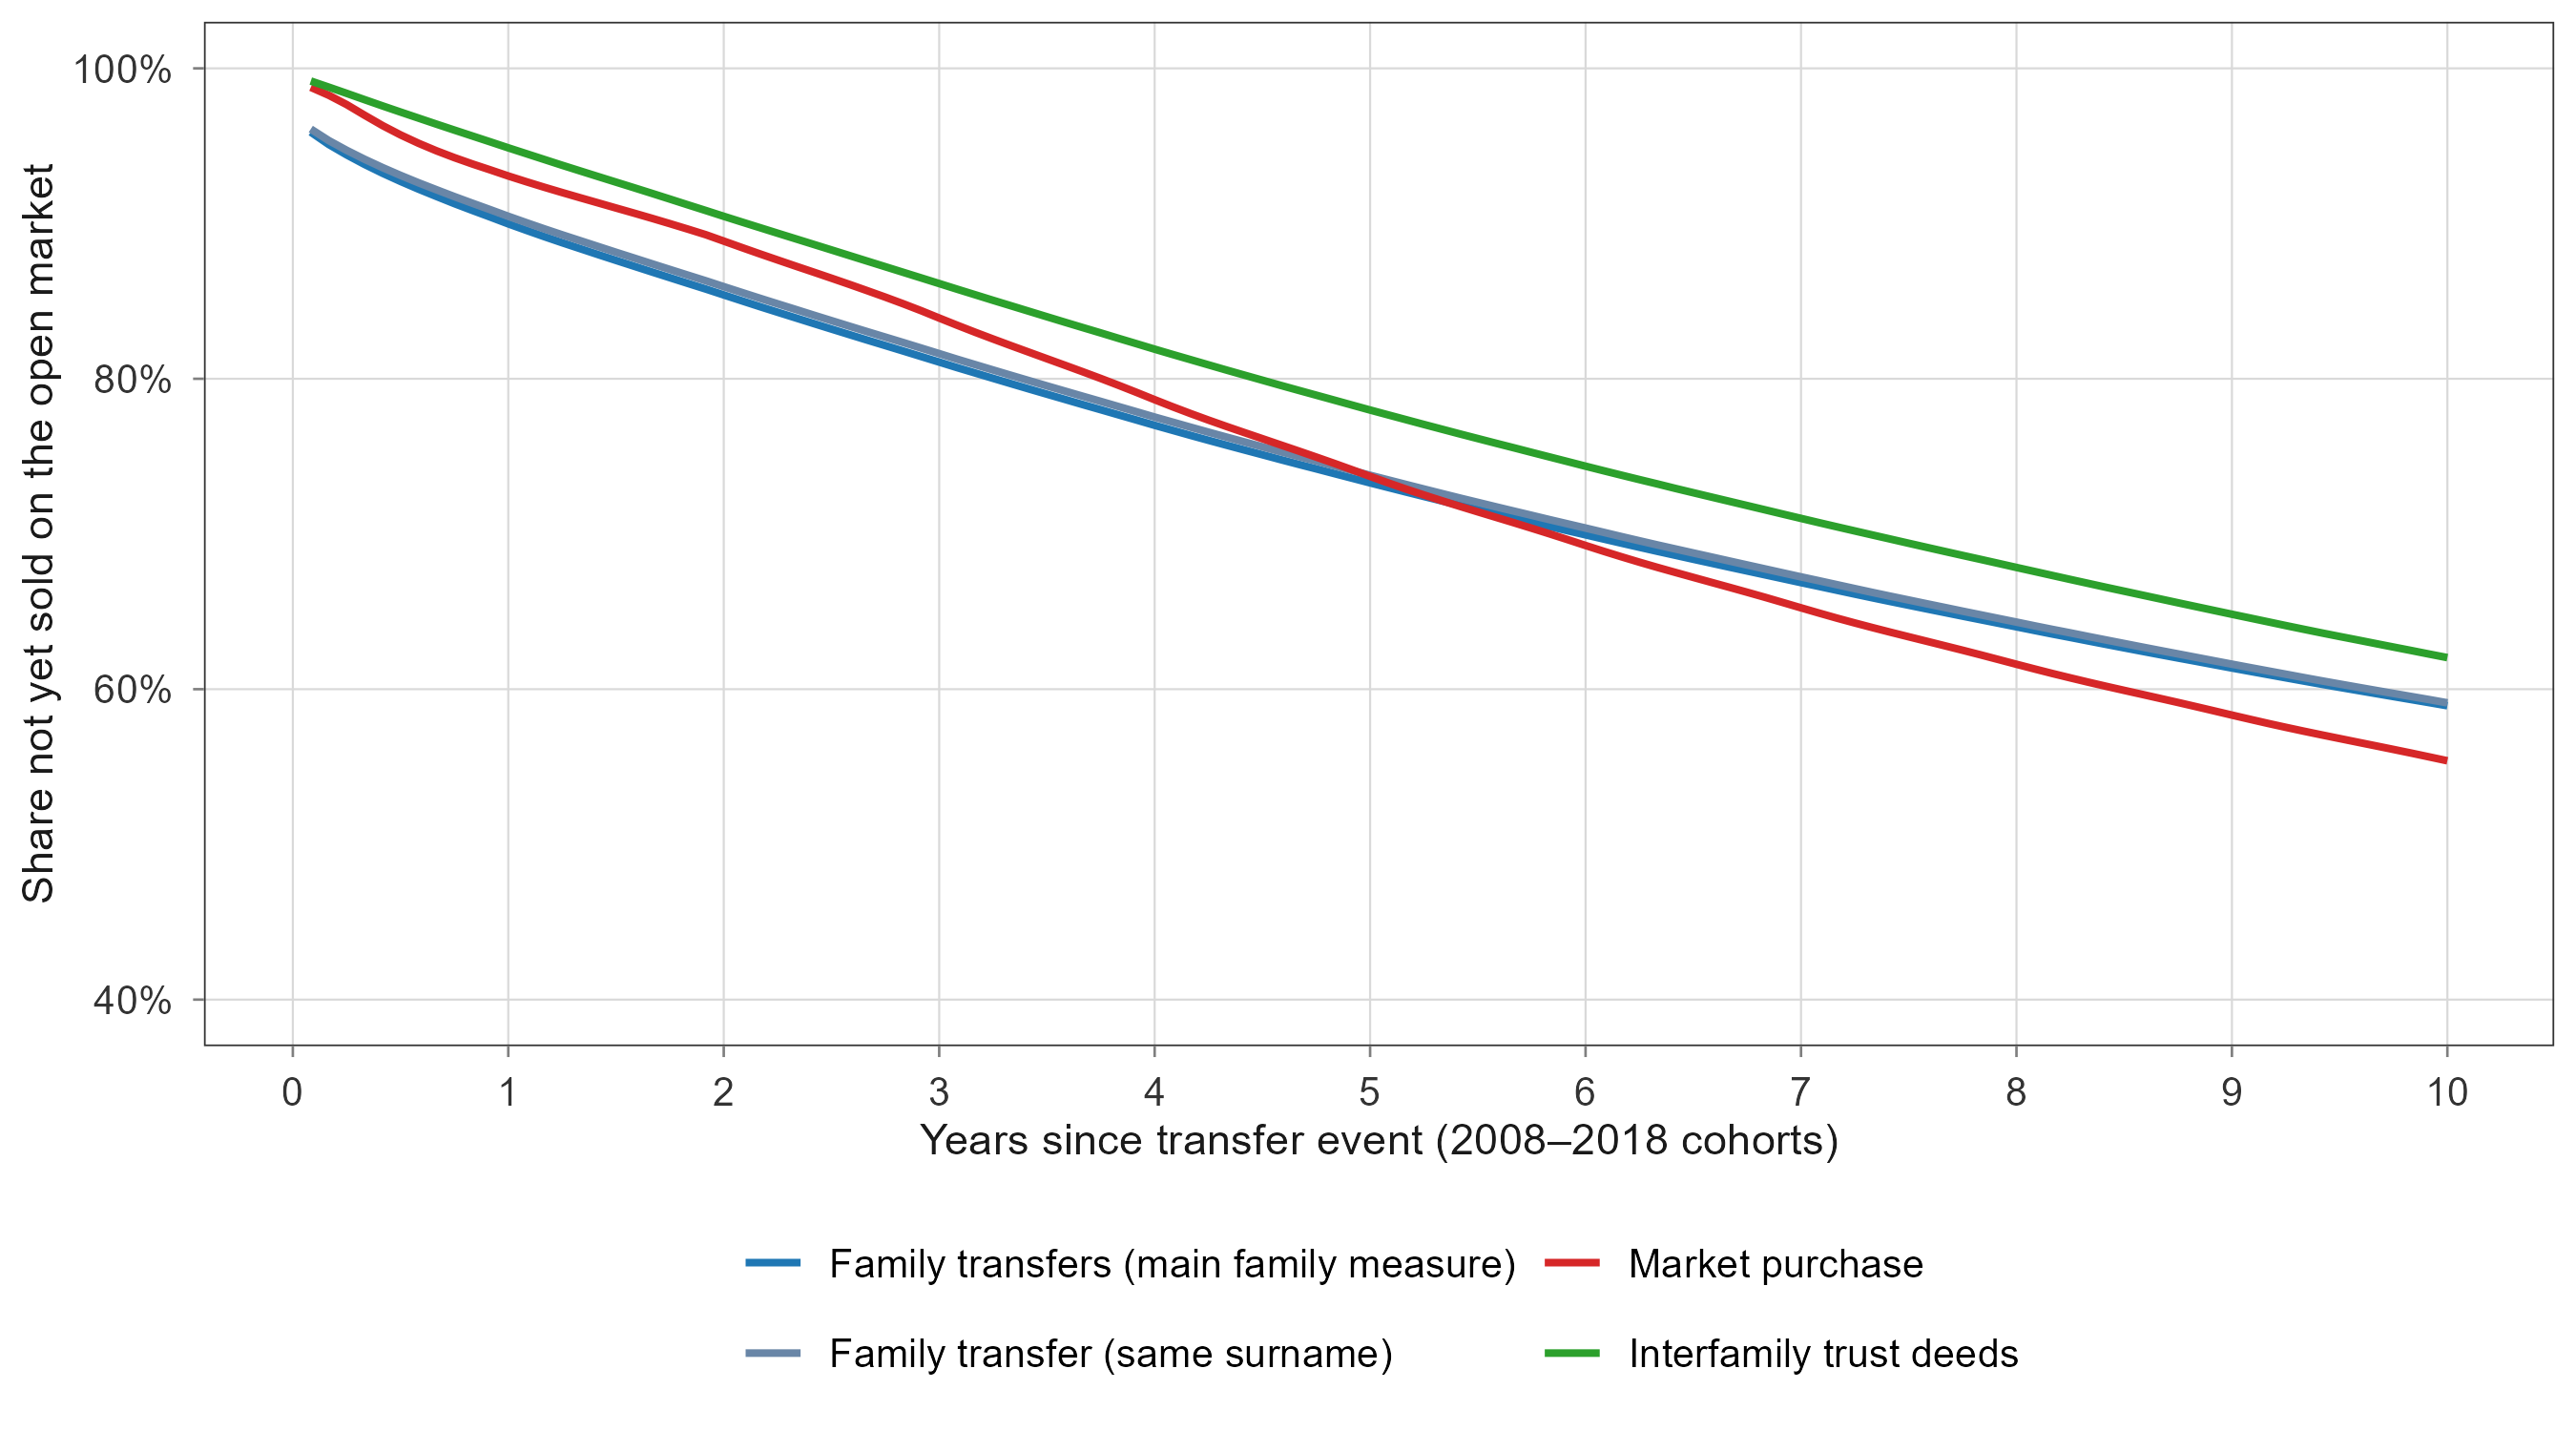 Share not yet sold on the open market
100%
80%
60%
40%
0 1 2 3 4 5 6 7 8 9 10
Years since transfer event (2008–2018 cohorts)
Family transfers (main family measure) Market purchase
Family transfer (same surname) Interfamily trust deeds